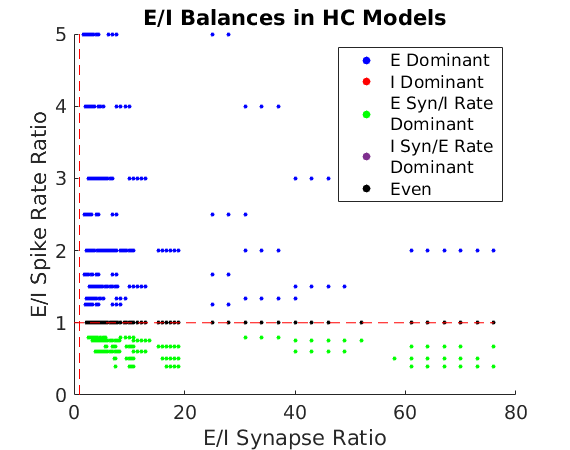 E/I Balances in HC Models
E/I Spike Rate Ratio
5
4
3
2
1
0
E Dominant
I Dominant
E Syn/I Rate
Dominant
I Syn/E Rate
Dominant
Even
0 20 40 60 80
E/I Synapse Ratio